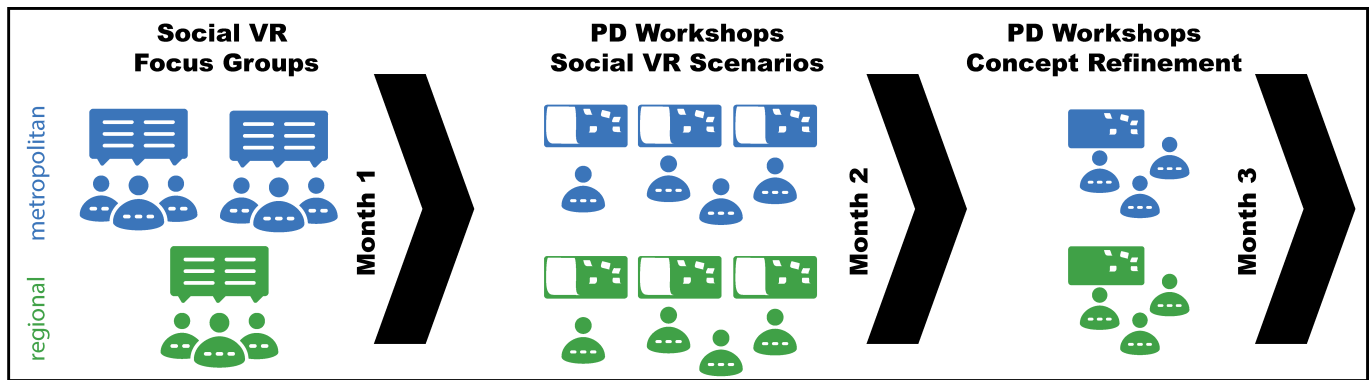 Social VR
Focus Groups
PD Workshops
Social VR Scenarios
PD Workshops
Concept Refinement
metropolitan
regional
Month 1
Month 2
Month 3